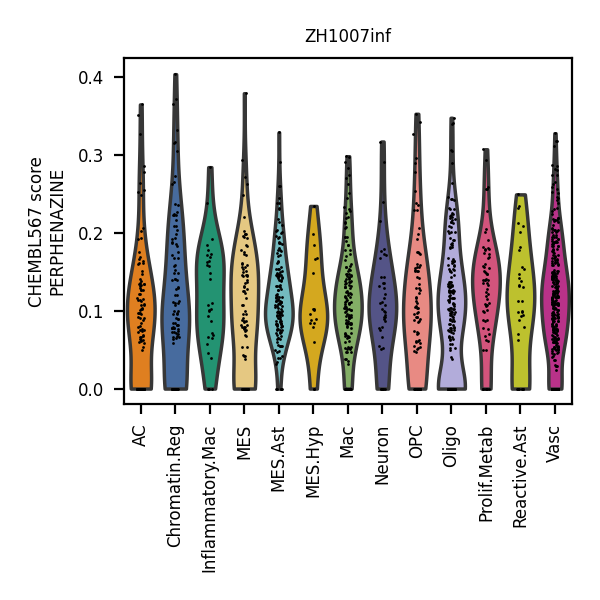 ZH1007inf
CHEMBL567 score
PERPHENAZINE
0.4
0.3
0.2
0.1
0.0
AC
Chromatin.Reg
Inflammatory.Mac
MES
MES.Ast
MES.Hyp
Mac
Neuron
OPC
Oligo
Prolif.Metab
Reactive.Ast
Vasc